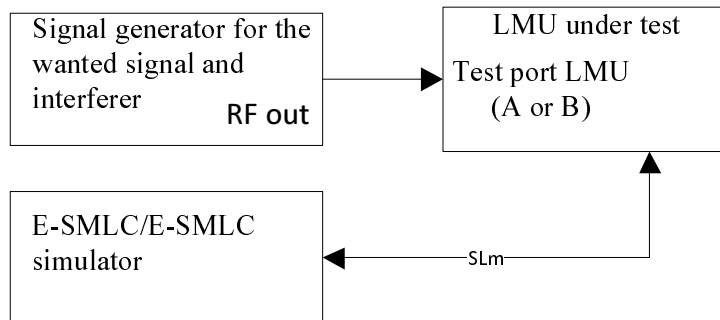 Signal generator for the
wanted signal and
interferer
RF out
LMU under test
Test port LMU
(A or B)
E-SMLC/E-SMLC
simulator
SLm